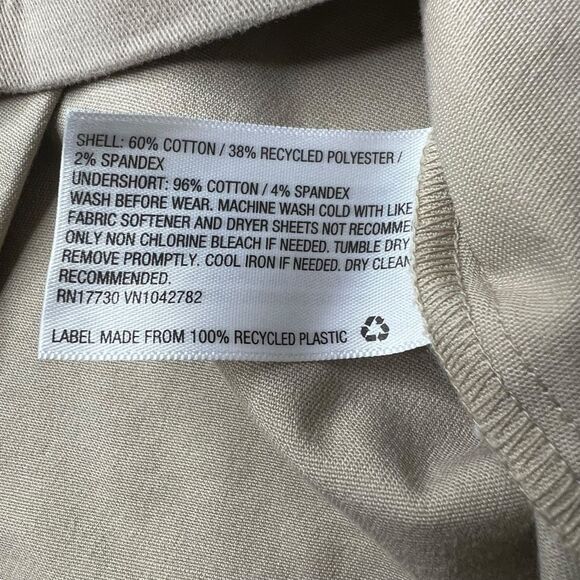 SHELL: 60% COTTON / 38% RECYCLED POLYESTER /
2% SPANDEX
UNDERSHORT: 96% COTTON / 4% SPANDEX
WASH BEFORE WEAR. MACHINE WASH COLD WITH LIKE
FABRIC SOFTENER AND DRYER SHEETS NOT RECOMME
ONLY NON CHLORINE BLEACH IF NEEDED. TUMBLE DRY
REMOVE PROMPTLY. COOL IRON IF NEEDED. DRY CLEAN
RECOMMENDED.
RN17730 VN1042782
LABEL MADE FROM 100% RECYCLED PLASTIC